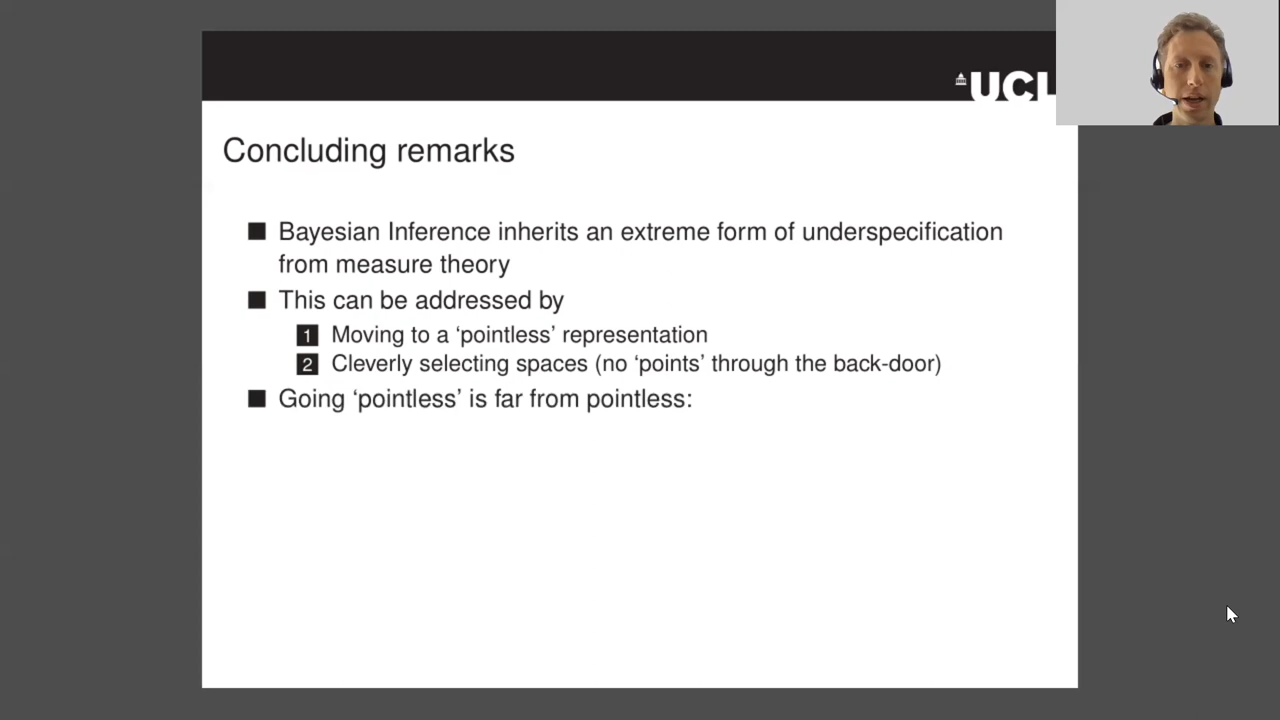 UCL
Concluding remarks
Bayesian Inference inherits an extreme form of underspecification
from measure theory
This can be addressed by
1 Moving to a ‘pointless’ representation
2 Cleverly selecting spaces (no ‘points’ through the back-door)
Going ‘pointless’ is far from pointless: